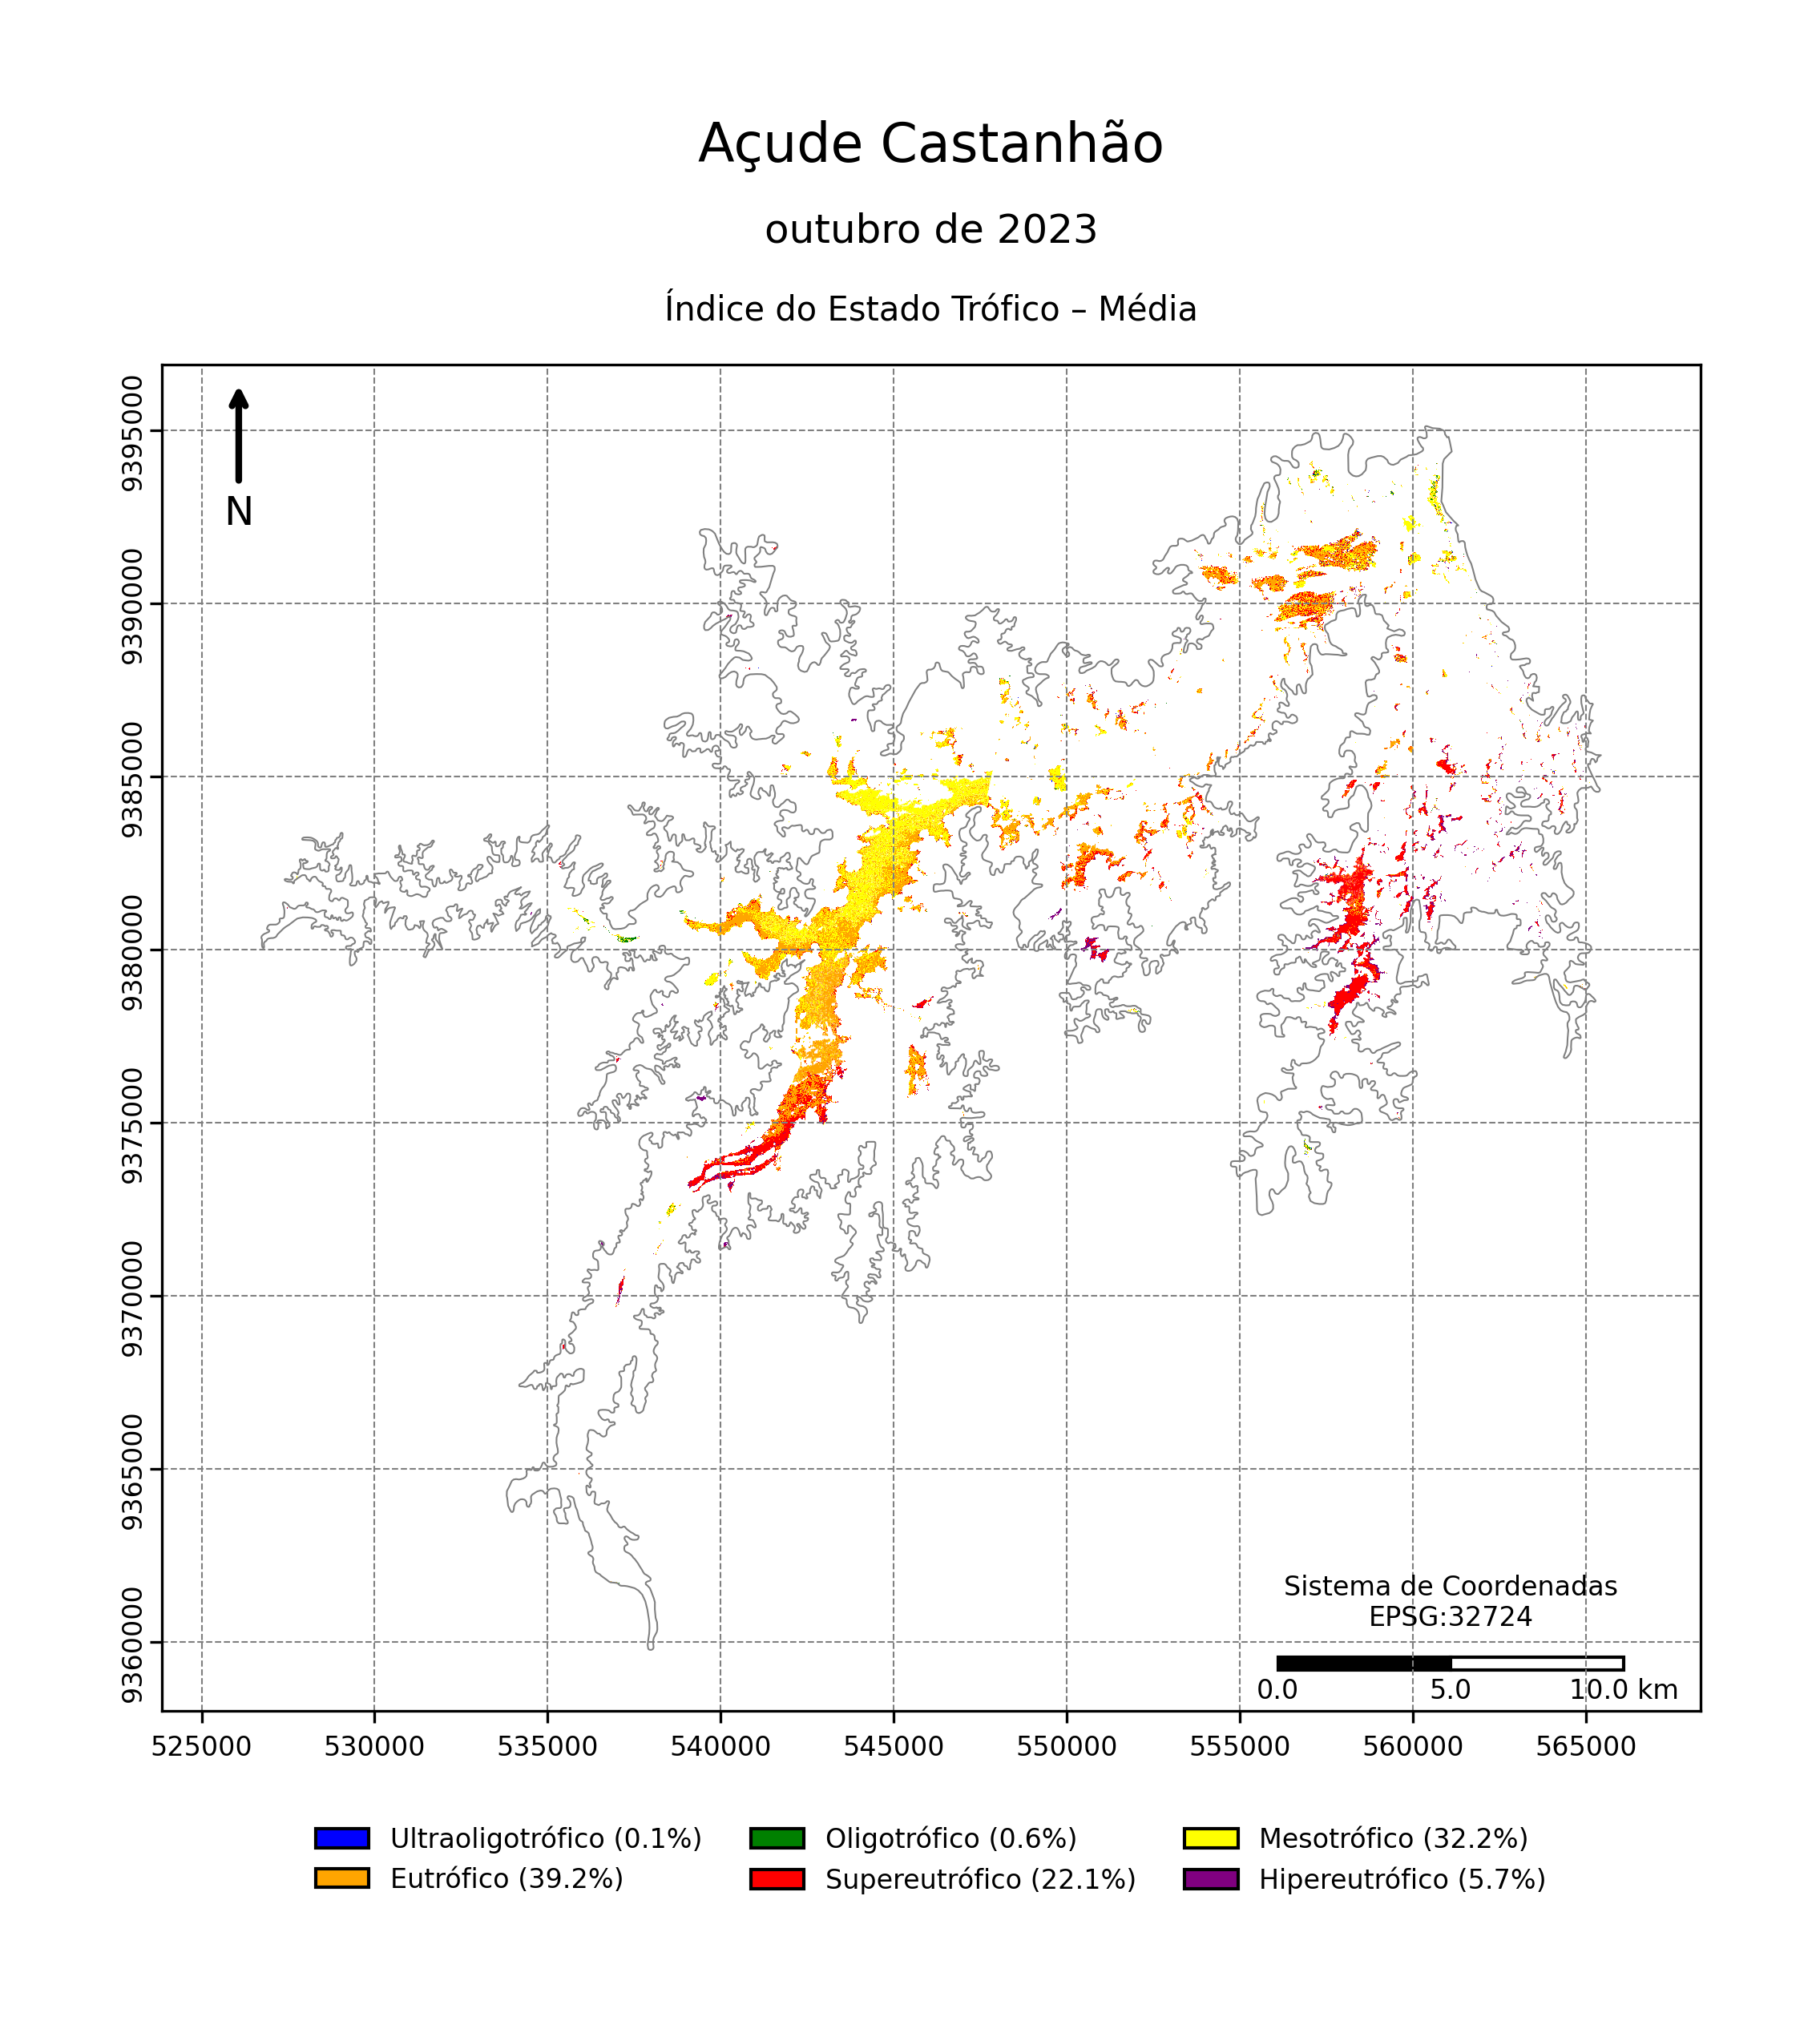 Açude Castanhão
outubro de 2023
Índice do Estado Trófico – Média
N
9395000
9390000
9385000
9380000
9375000
9370000
9365000
9360000
Sistema de Coordenadas
EPSG:32724
0.0 5.0 10.0 km
525000 530000 535000 540000 545000 550000 555000 560000 565000
Ultraoligotrófico (0.1%) Oligotrófico (0.6%) Mesotrófico (32.2%)
Eutrófico (39.2%) Supereutrófico (22.1%) Hipereutrófico (5.7%)